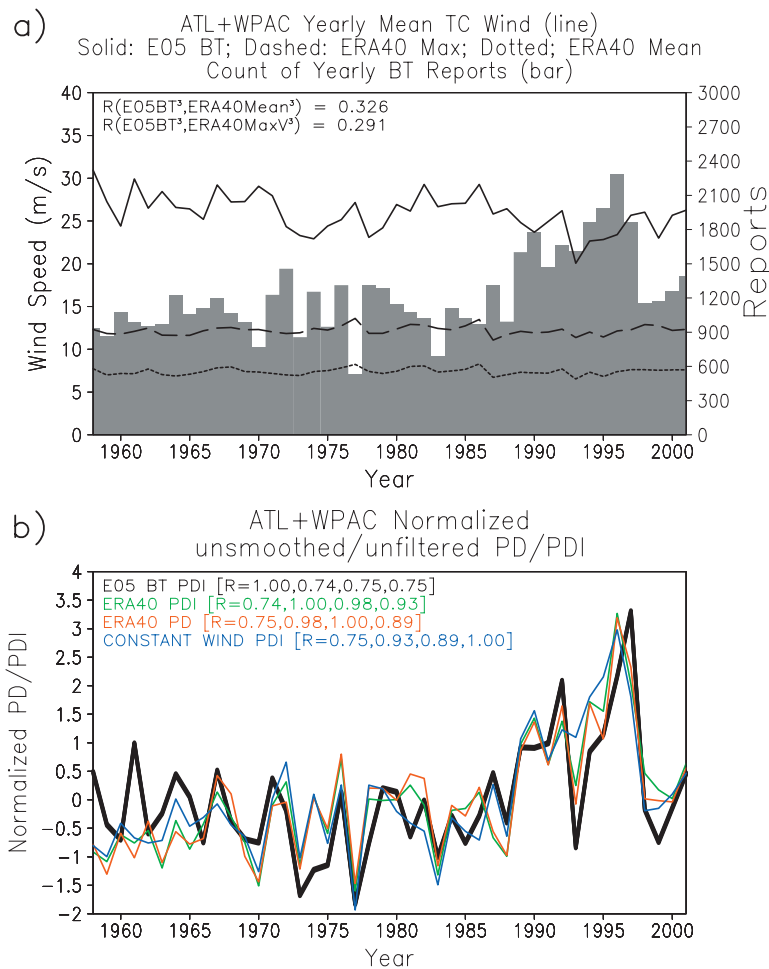 a)
ATL+WPAC Yearly Mean TC Wind (line)
Solid: E05 BT; Dashed: ERA40 Max; Dotted; ERA40 Mean
Count of Yearly BT Reports (bar)
R(E05BT³,ERA40Mean³) = 0.326
R(E05BT³,ERA40MaxV³) = 0.291
40
35
30
25
20
15
10
5
0
Wind Speed (m/s)
3000
2700
2400
2100
1800
1500
1200
900
600
300
0
Reports
1960 1965 1970 1975 1980 1985 1990 1995 2000
Year
b)
ATL+WPAC Normalized
unsmoothed/unfiltered PD/PDI
E05 BT PDI [R=1.00,0.74,0.75,0.75]
ERA40 PDI [R=0.74,1.00,0.98,0.93]
ERA40 PD [R=0.75,0.98,1.00,0.89]
CONSTANT WIND PDI [R=0.75,0.93,0.89,1.00]
4
3.5
3
2.5
2
1.5
1
0.5
0
-0.5
-1
-1.5
-2
Normalized PD/PDI
1960 1965 1970 1975 1980 1985 1990 1995 2000
Year